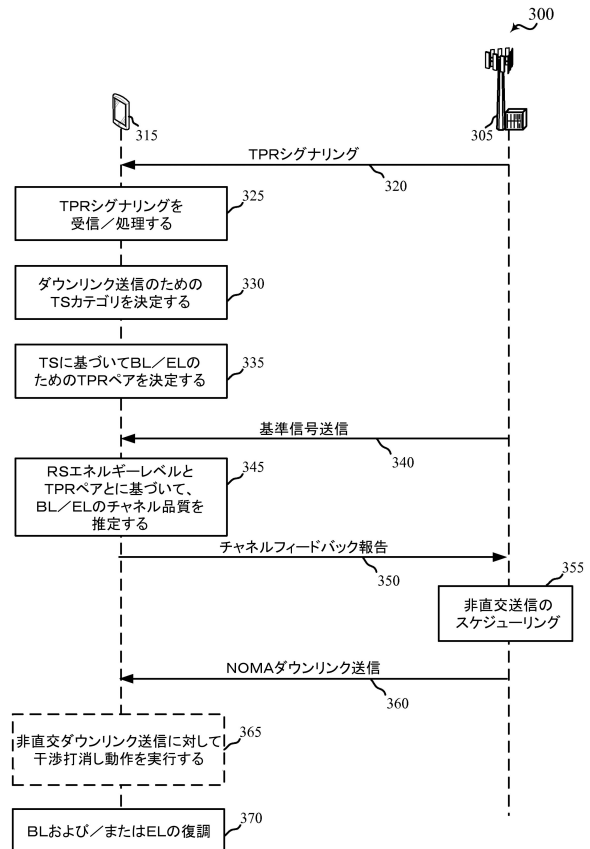 300
315
305
TPRシグナリング
320
TPRシグナリングを
受信／処理する
325
ダウンリンク送信のための
TSカテゴリを決定する
330
TSに基づいてBL／ELの
ためのTPRペアを決定する
335
基準信号送信
340
RSエネルギーレベルと
TPRペアとに基づいて、
BL／ELのチャネル品質を
推定する
345
チャネルフィードバック報告
350
355
非直交送信の
スケジューリング
NOMAダウンリンク送信
360
非直交ダウンリンク送信に対して
干渉打消し動作を実行する
365
BLおよび／またはELの復調
370